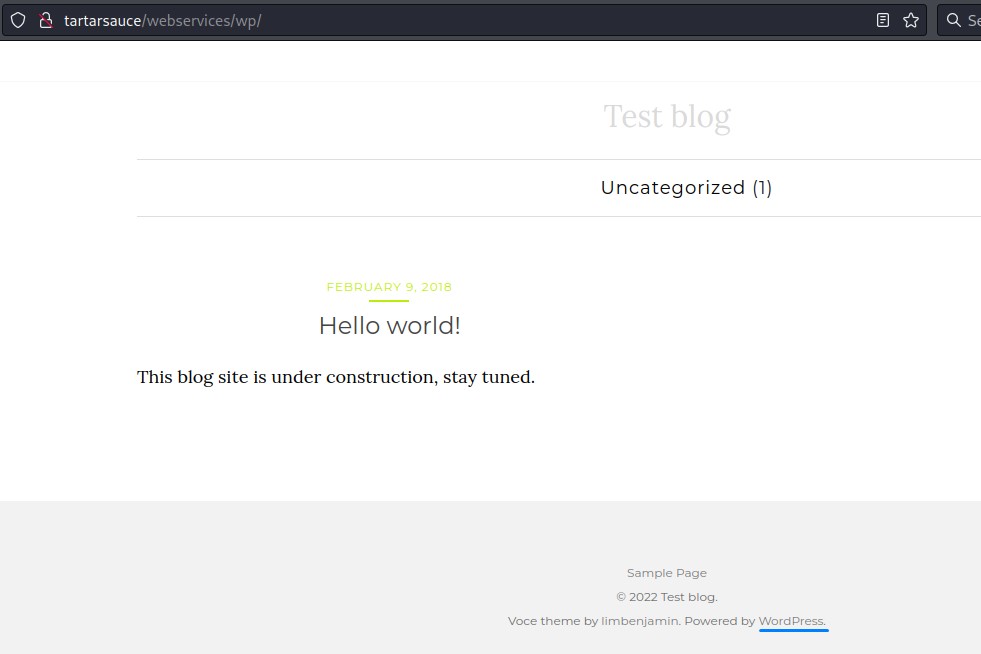 tartarsauce/webservices/wp/
Test blog
Uncategorized (1)
FEBRUARY 9, 2018
Hello world!
This blog site is under construction, stay tuned.
Sample Page
© 2022 Test blog.
Voce theme by limbenjamin. Powered by WordPress.